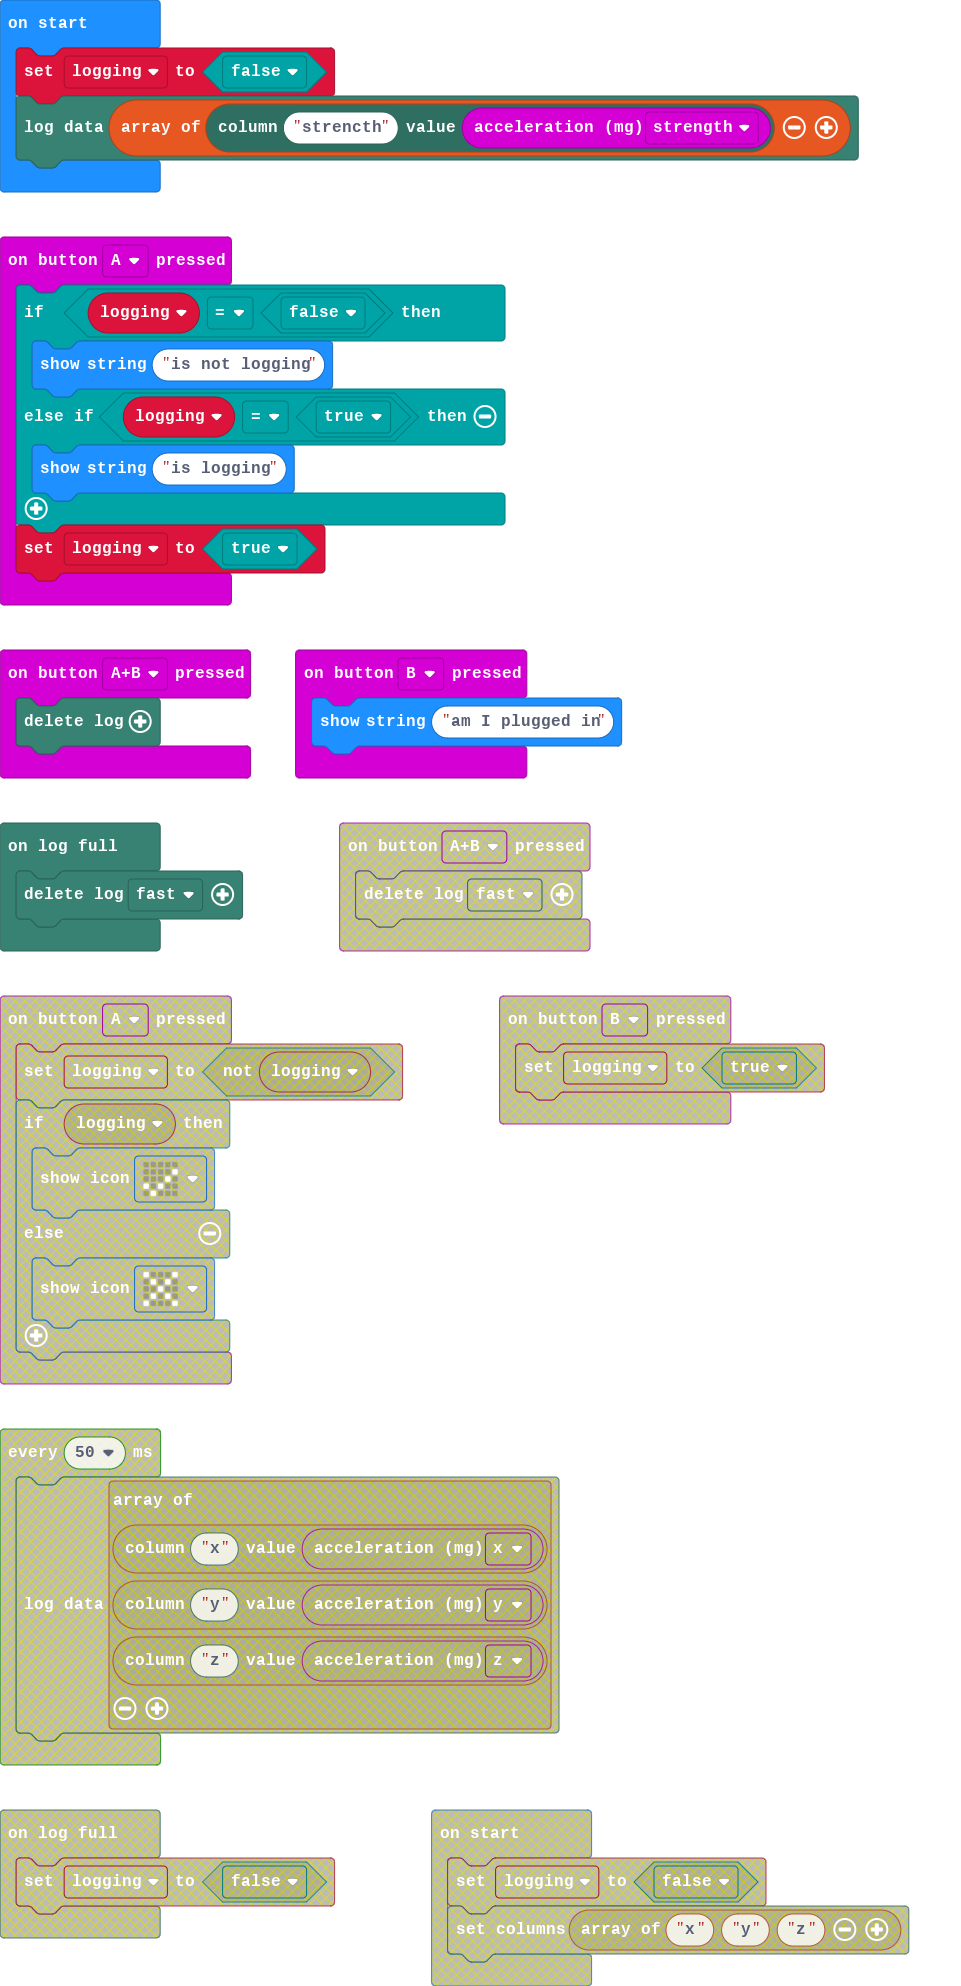 on start
set logging to false
log data array of column "strencth" value acceleration (mg) strength
on button A pressed
if logging = false then
show string "is not logging"
else if logging = true then
show string "is logging"
set logging to true
on button A+B pressed
delete log
on button B pressed
show string "am I plugged in"
on log full
delete log fast
on button A+B pressed
delete log fast
on button A pressed
set logging to not logging
if logging then
show icon
else
show icon
on button B pressed
set logging to true
every 50 ms
array of
column "x" value acceleration (mg) x
log data column "y" value acceleration (mg) y
column "z" value acceleration (mg) z
on log full
set logging to false
on start
set logging to false
set columns array of "x" "y" "z"